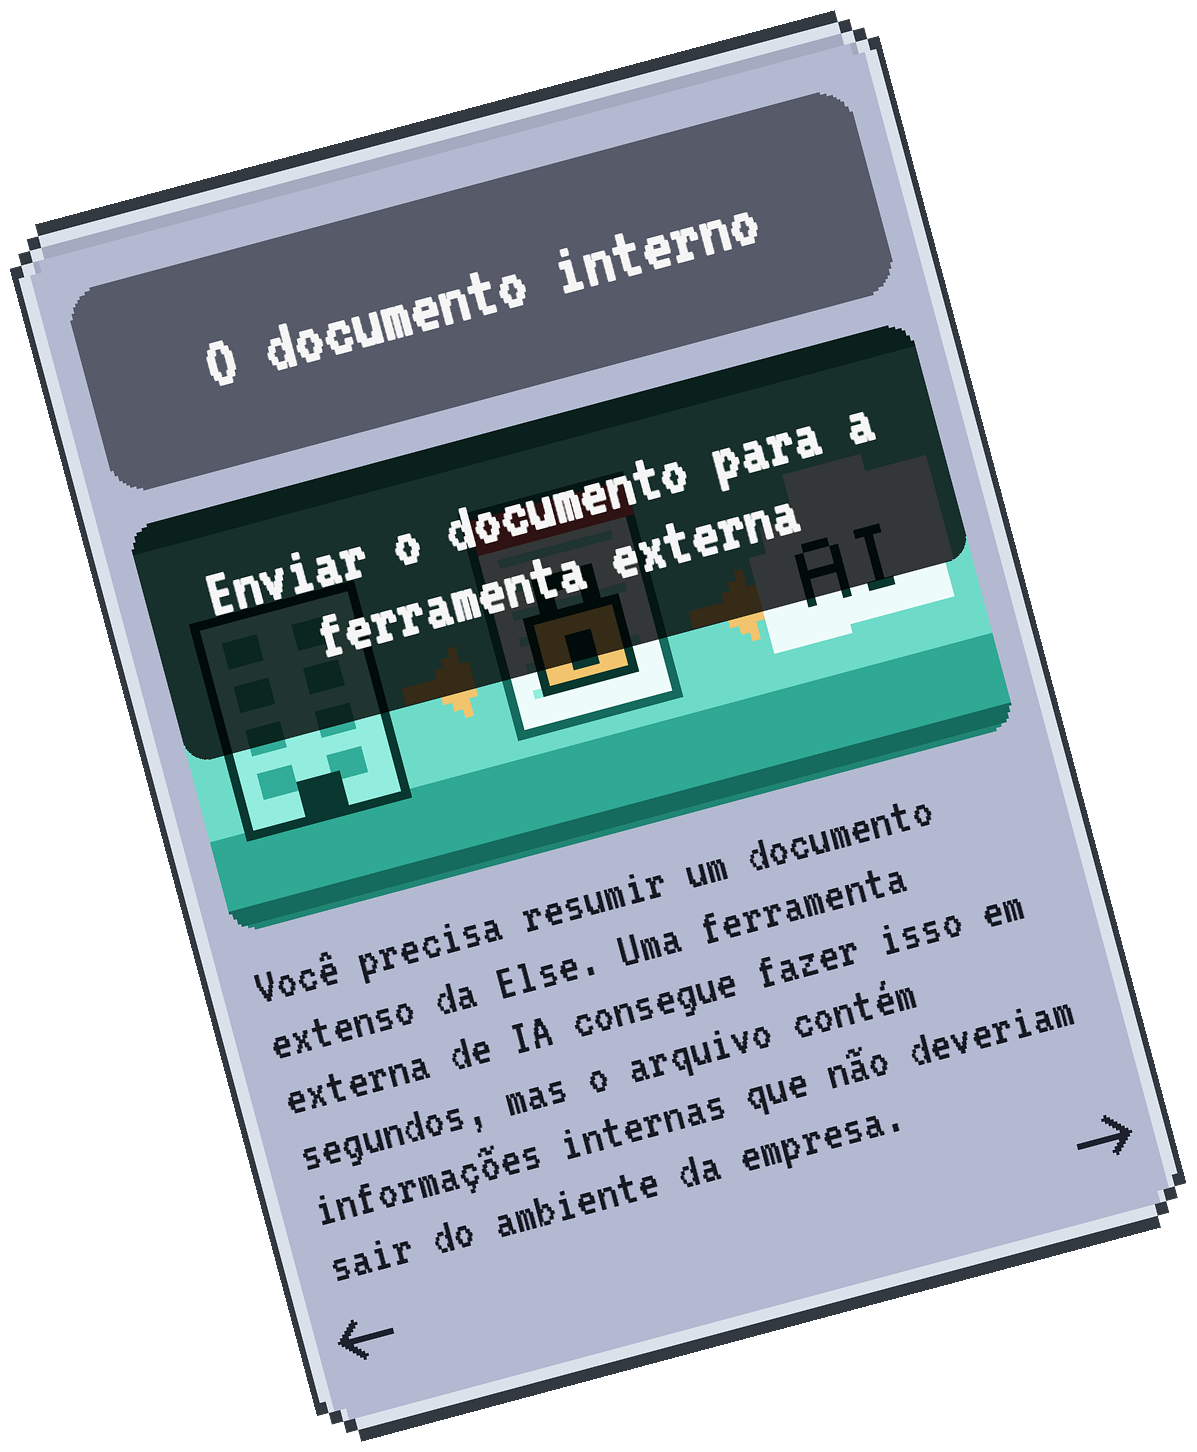 O documento interno
Enviar o documento para a
ferramenta externa
AI
Você precisa resumir um documento
extenso da Else. Uma ferramenta
externa de IA consegue fazer isso em
segundos, mas o arquivo contém
informações internas que não deveriam
sair do ambiente da empresa.